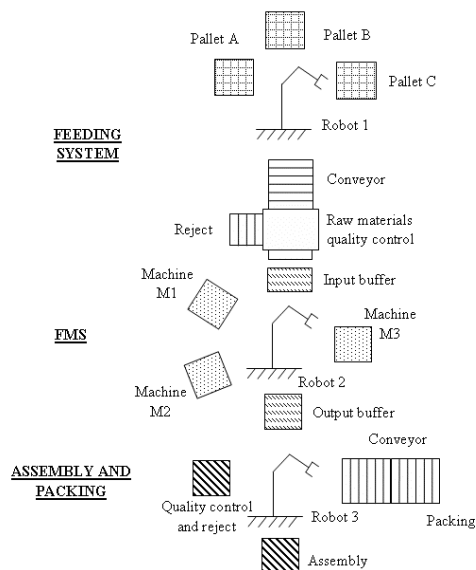 Pallet A
Pallet B
Pallet C
Robot 1
FEEDING
SYSTEM
Conveyor
Reject
Raw materials
quality control
Input buffer
Machine
M1
Machine
M3
FMS
Robot 2
Machine
M2
Output buffer
Conveyor
ASSEMBLY AND
PACKING
Quality control
and reject
Robot 3
Packing
Assembly